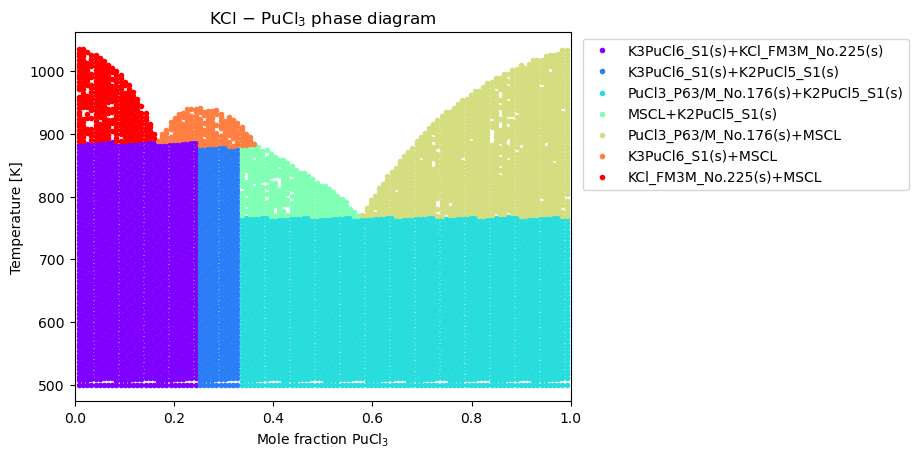 KCl − PuCl₃ phase diagram
Temperature [K]
1000
900
800
700
600
500
0.0 0.2 0.4 0.6 0.8 1.0
Mole fraction PuCl₃
K3PuCl6_S1(s)+KCl_FM3M_No.225(s)
K3PuCl6_S1(s)+K2PuCl5_S1(s)
PuCl3_P63/M_No.176(s)+K2PuCl5_S1(s)
MSCL+K2PuCl5_S1(s)
PuCl3_P63/M_No.176(s)+MSCL
K3PuCl6_S1(s)+MSCL
KCl_FM3M_No.225(s)+MSCL